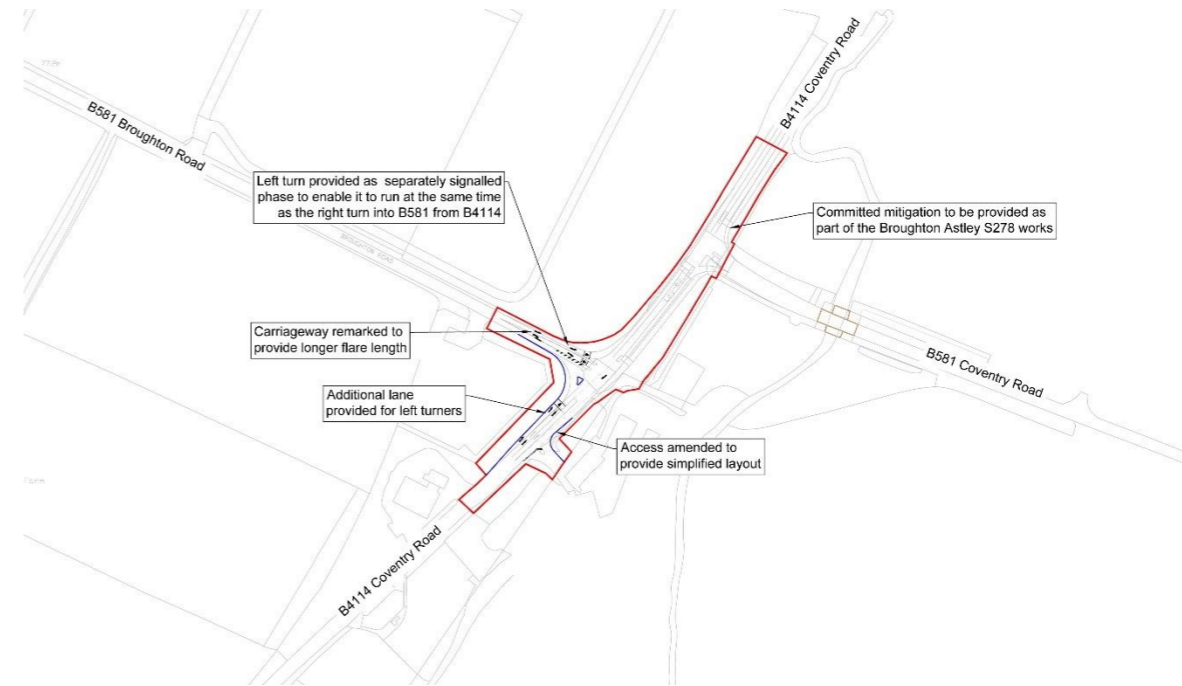 B4114 Coventry Road
B581 Broughton Road
Left turn provided as separately signalled
phase to enable it to run at the same time
as the right turn into B581 from B4114
Committed mitigation to be provided as
part of the Broughton Astley S278 works
BROUGHTON ROAD
Carriageway remarked to
provide longer flare length
B581 Coventry Road
Additional lane
provided for left turners
Access amended to
provide simplified layout
B4114 Coventry Road